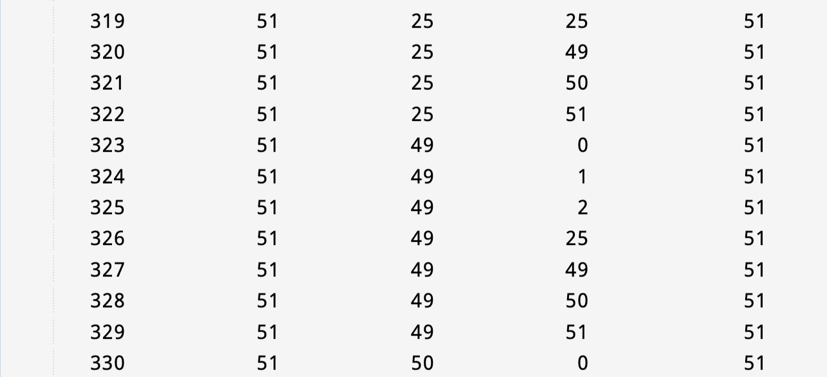 319 51 25 25 51
320 51 25 49 51
321 51 25 50 51
322 51 25 51 51
323 51 49 0 51
324 51 49 1 51
325 51 49 2 51
326 51 49 25 51
327 51 49 49 51
328 51 49 50 51
329 51 49 51 51
330 51 50 0 51